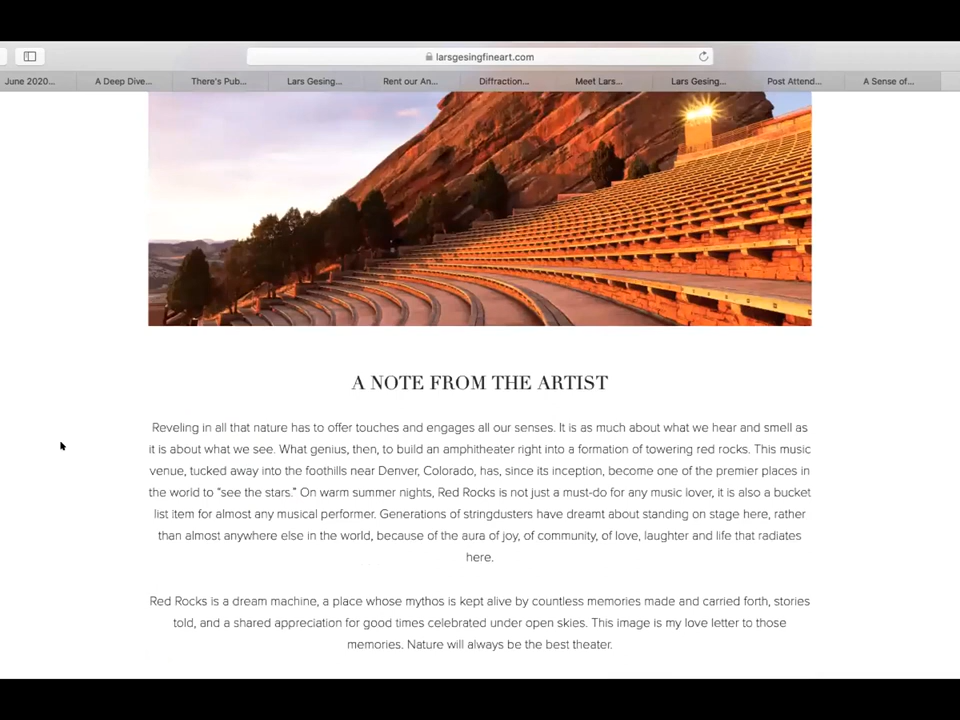 larsgesingfineart.com
June 2020...
A Deep Dive...
There's Pub...
Lars Gesing...
Rent our An...
Diffraction...
Meet Lars...
Lars Gesing...
Post Attend...
A Sense of...
A NOTE FROM THE ARTIST
Reveling in all that nature has to offer touches and engages all our senses. It is as much about what we hear and smell as
it is about what we see. What genius, then, to build an amphitheater right into a formation of towering red rocks. This music
venue, tucked away into the foothills near Denver, Colorado, has, since its inception, become one of the premier places in
the world to “see the stars.” On warm summer nights, Red Rocks is not just a must-do for any music lover, it is also a bucket
list item for almost any musical performer. Generations of stringdusters have dreamt about standing on stage here, rather
than almost anywhere else in the world, because of the aura of joy, of community, of love, laughter and life that radiates
here.
Red Rocks is a dream machine, a place whose mythos is kept alive by countless memories made and carried forth, stories
told, and a shared appreciation for good times celebrated under open skies. This image is my love letter to those
memories. Nature will always be the best theater.